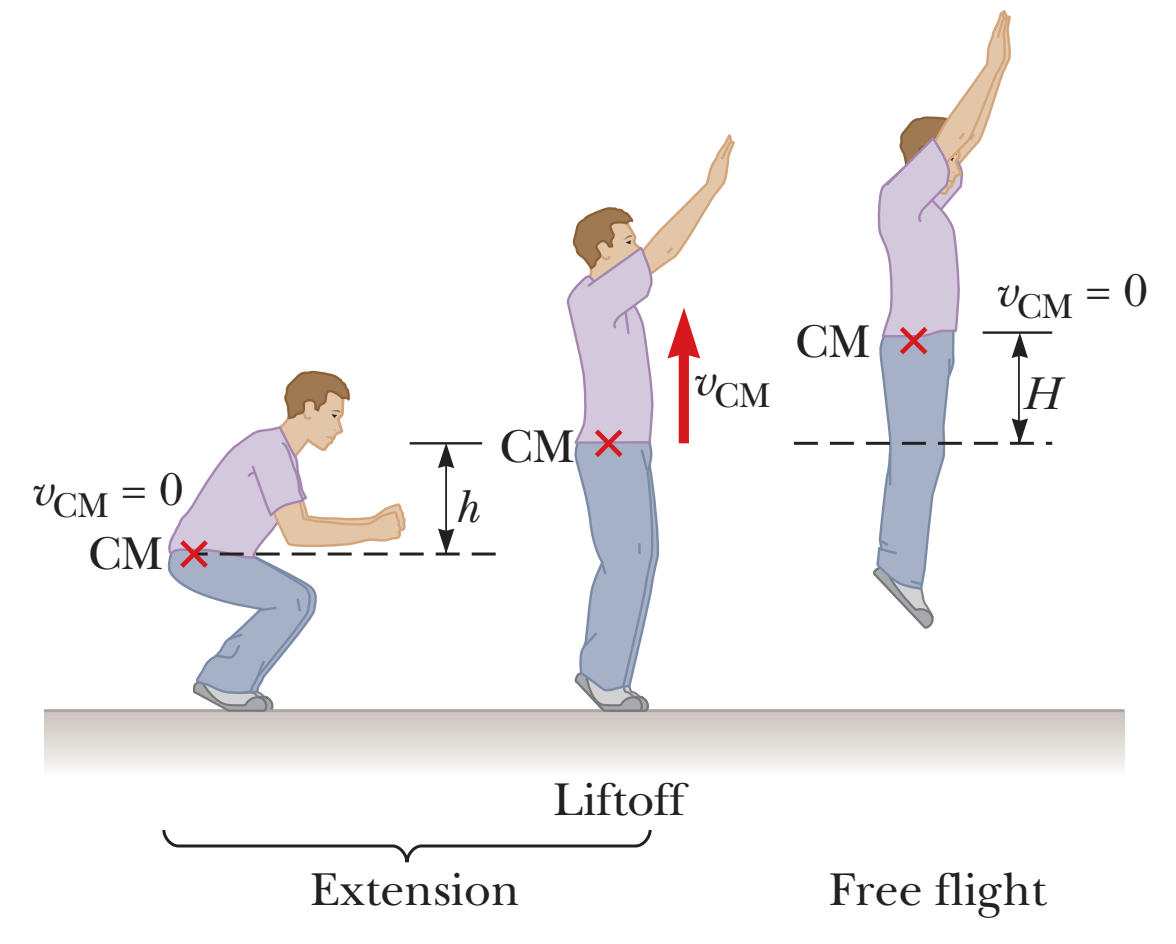 v_CM = 0
CM
h
CM
v_CM
CM
v_CM = 0
H
Liftoff
Extension
Free flight